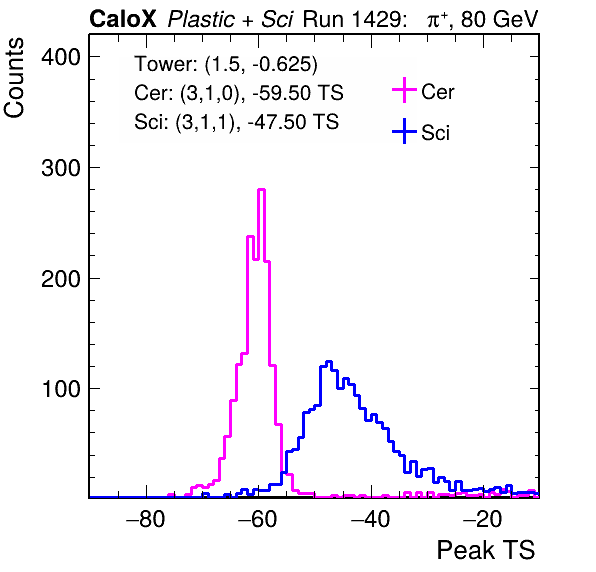 CaloX Plastic + Sci Run 1429: π⁺, 80 GeV
Counts
400
300
200
100
Tower: (1.5, -0.625)
Cer: (3,1,0), -59.50 TS
Sci: (3,1,1), -47.50 TS
Cer
Sci
−80 −60 −40 −20
Peak TS